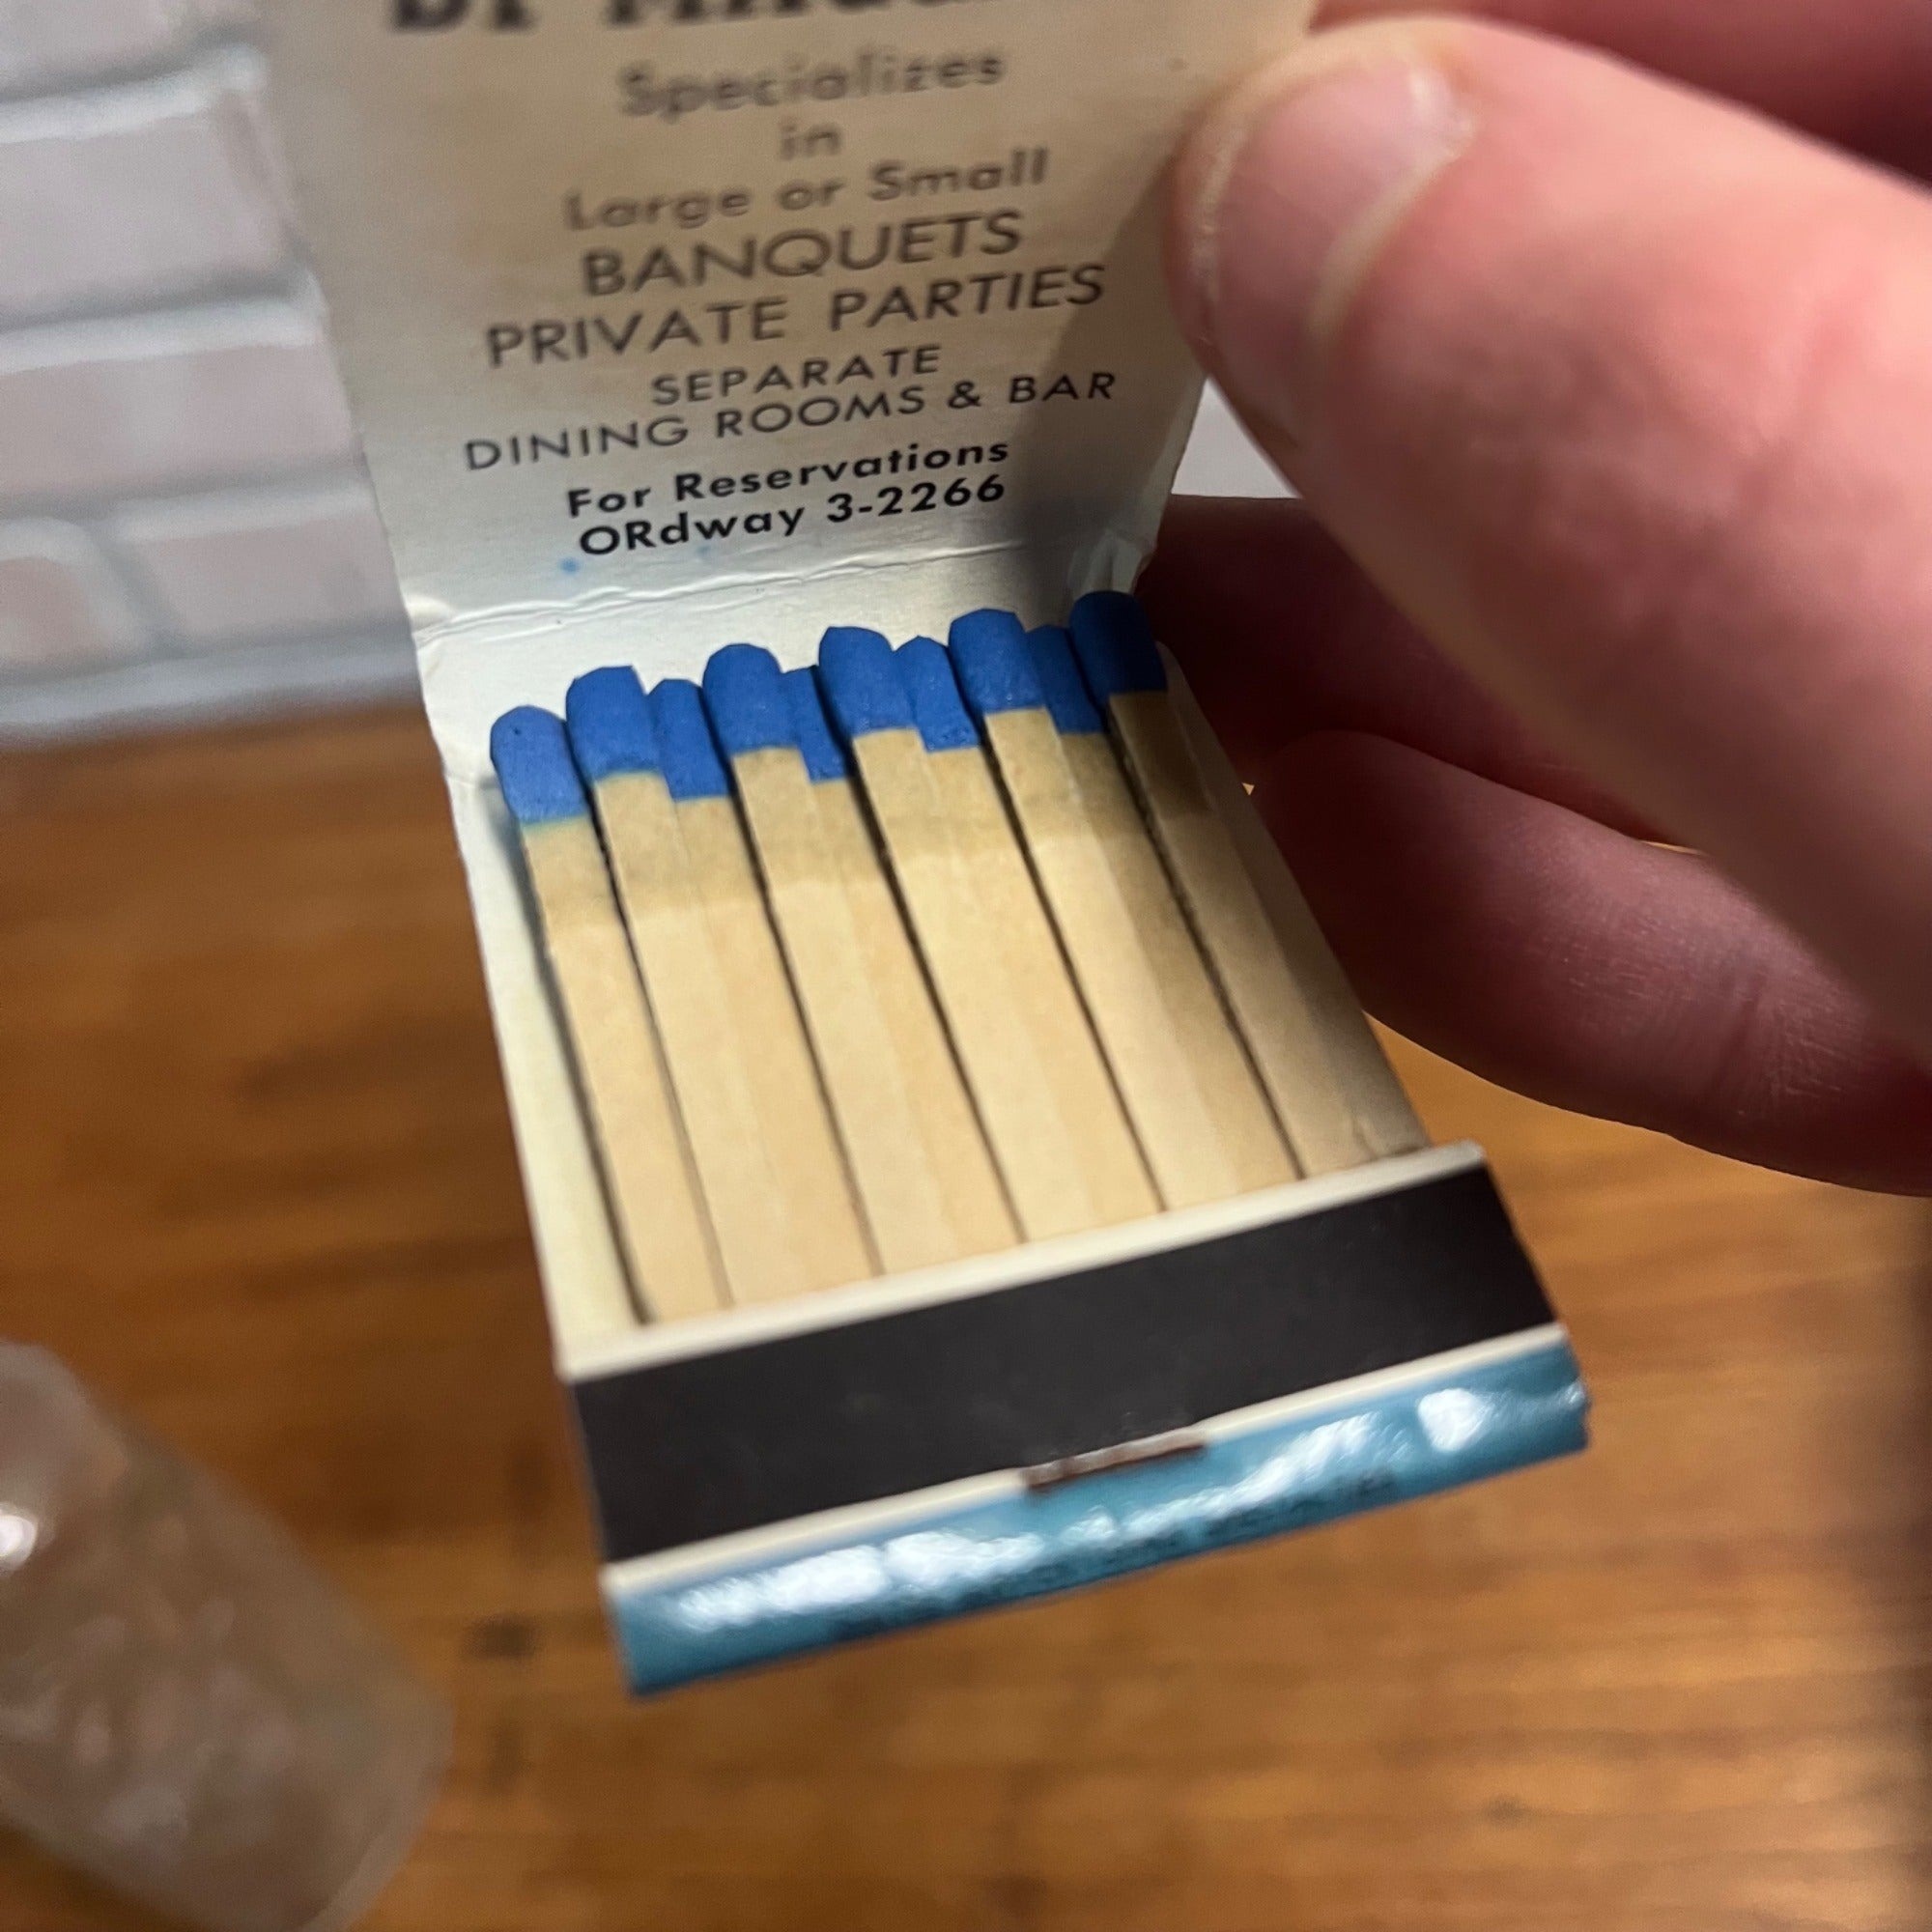 Specializes
in
Large or Small
BANQUETS
PRIVATE PARTIES
SEPARATE
DINING ROOMS & BAR
For Reservations
ORdway 3-2266